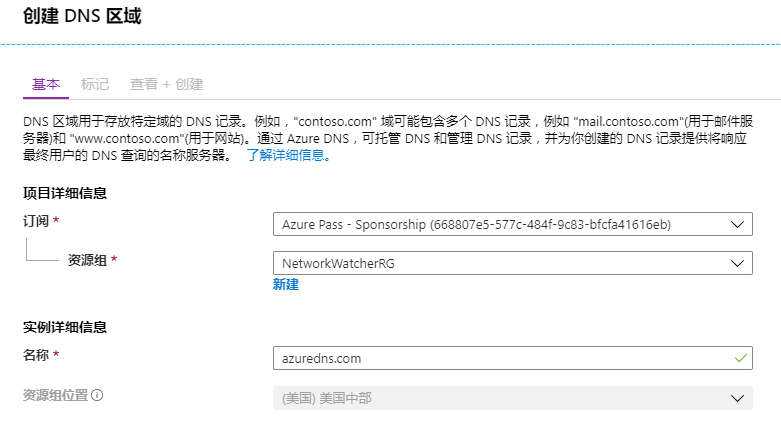 创建 DNS 区域
基本 标记 查看 + 创建
DNS 区域用于存放特定域的 DNS 记录。例如，"contoso.com" 域可能包含多个 DNS 记录，例如 "mail.contoso.com"(用于邮件服
务器)和 "www.contoso.com"(用于网站)。通过 Azure DNS，可托管 DNS 和管理 DNS 记录，并为你创建的 DNS 记录提供将响应
最终用户的 DNS 查询的名称服务器。 了解详细信息。
项目详细信息
订阅 * Azure Pass - Sponsorship (668807e5-577c-484f-9c83-bfcfa41616eb)
资源组 * NetworkWatcherRG
新建
实例详细信息
名称 * azuredns.com
资源组位置 (美国) 美国中部